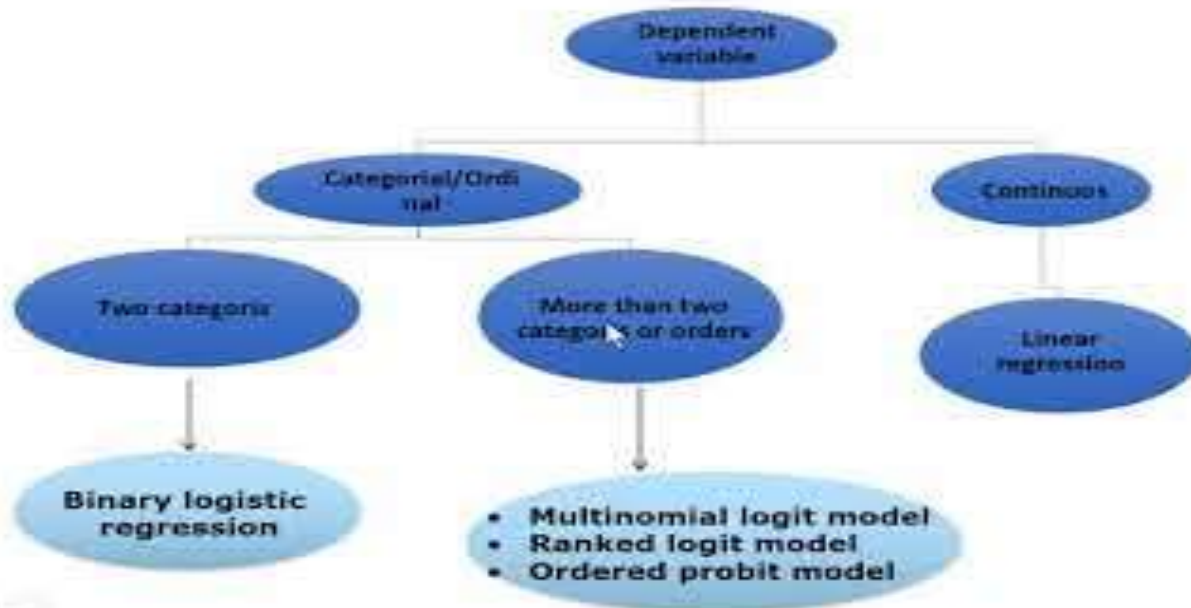 Dependent
variable
Categorial/Ordi
nal
Continuos
Two categoris
More than two
categoris or orders
Linear
regression
Binary logistic
regression
• Multinomial logit model
• Ranked logit model
• Ordered probit model